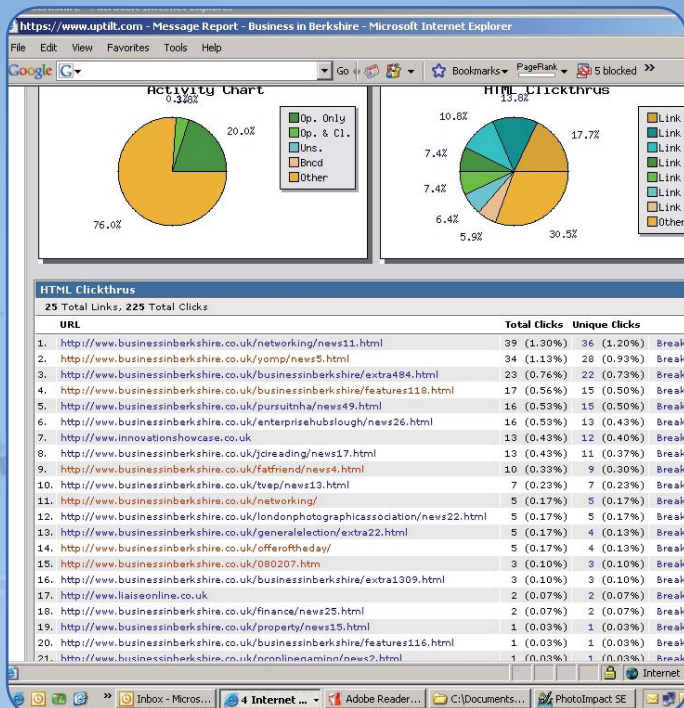 https://www.uptilt.com - Message Report - Business in Berkshire - Microsoft Internet Explorer
File Edit View Favorites Tools Help
Google G Go Bookmarks PageRank 5 blocked »
Activity Chart
20.0%
76.0%
Op. Only
Op. & Cl.
Uns.
Bncd
Other
HTML Clickthrus
13.8%
10.8%
17.7%
7.4%
7.4%
6.4%
5.9%
30.5%
Link
Link
Link
Link
Link
Link
Link
Other
HTML Clickthrus
25 Total Links, 225 Total Clicks
URL Total Clicks Unique Clicks
1. http://www.businessinberkshire.co.uk/networking/news11.html 39 (1.30%) 36 (1.20%) Break
2. http://www.businessinberkshire.co.uk/yomp/news5.html 34 (1.13%) 28 (0.93%) Break
3. http://www.businessinberkshire.co.uk/businessinberkshire/extra484.html 23 (0.76%) 22 (0.73%) Break
4. http://www.businessinberkshire.co.uk/businessinberkshire/features118.html 17 (0.56%) 15 (0.50%) Break
5. http://www.businessinberkshire.co.uk/pursuitnha/news49.html 16 (0.53%) 15 (0.50%) Break
6. http://www.businessinberkshire.co.uk/enterprisehubslough/news26.html 16 (0.53%) 13 (0.43%) Break
7. http://www.innovationshowcase.co.uk 13 (0.43%) 12 (0.40%) Break
8. http://www.businessinberkshire.co.uk/jcireading/news17.html 13 (0.43%) 11 (0.37%) Break
9. http://www.businessinberkshire.co.uk/fatfriend/news4.html 10 (0.33%) 9 (0.30%) Break
10. http://www.businessinberkshire.co.uk/tvep/news13.html 7 (0.23%) 7 (0.23%) Break
11. http://www.businessinberkshire.co.uk/networking/ 5 (0.17%) 5 (0.17%) Break
12. http://www.businessinberkshire.co.uk/londonphotographicassociation/news22.html 5 (0.17%) 5 (0.17%) Break
13. http://www.businessinberkshire.co.uk/generalelection/extra22.html 5 (0.17%) 4 (0.13%) Break
14. http://www.businessinberkshire.co.uk/offeroftheday/ 5 (0.17%) 4 (0.13%) Break
15. http://www.businessinberkshire.co.uk/080207.htm 3 (0.10%) 3 (0.10%) Break
16. http://www.businessinberkshire.co.uk/businessinberkshire/extra1309.html 3 (0.10%) 3 (0.10%) Break
17. http://www.liaiseonline.co.uk 2 (0.07%) 2 (0.07%) Break
18. http://www.businessinberkshire.co.uk/finance/news25.html 2 (0.07%) 2 (0.07%) Break
19. http://www.businessinberkshire.co.uk/property/news15.html 1 (0.03%) 1 (0.03%) Break
20. http://www.businessinberkshire.co.uk/businessinberkshire/features116.html 1 (0.03%) 1 (0.03%) Break
21. 1 (0.03%) 1 (0.03%) Break
Internet
» Inbox - Micros... 4 Internet ... Adobe Reader... C:\Documents... PhotoImpact SE